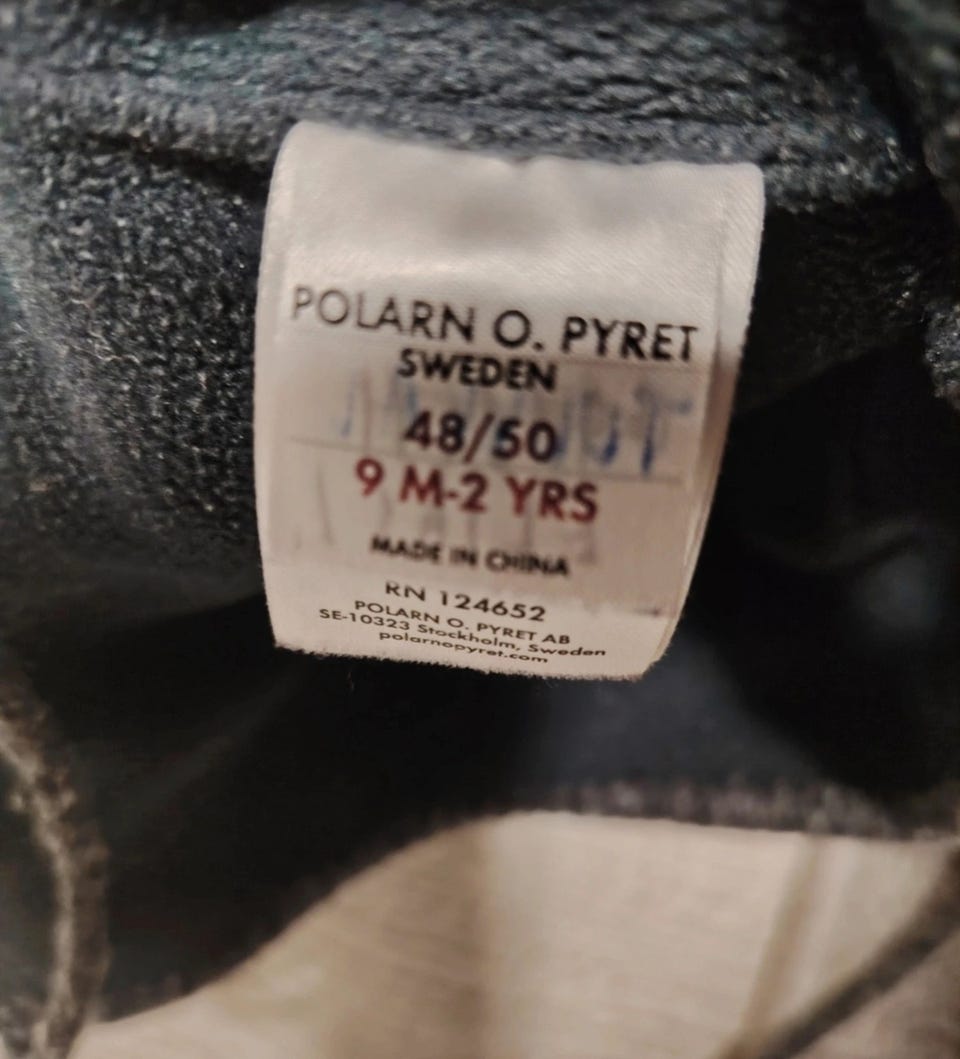 POLARN O. PYRET
SWEDEN
48/50
9 M-2 YRS
MADE IN CHINA
RN 124652
POLARN O. PYRET AB
SE-10323 Stockholm, Sweden
polarnopyret.com